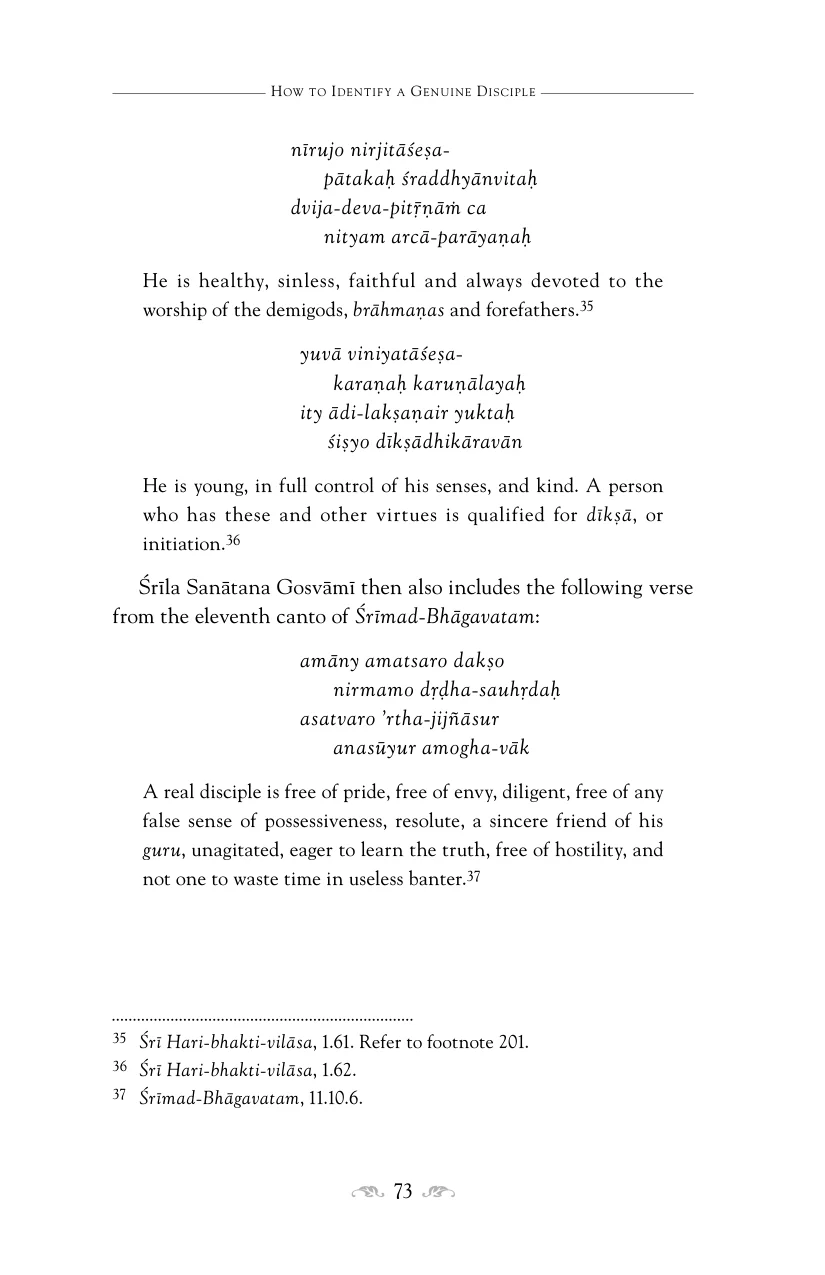 How to Identify a Genuine Disciple
nīrujo nirjitāśeṣa-
pātakaḥ śraddhyānvitaḥ
dvija-deva-pitṝṇāṁ ca
nityam arcā-parāyaṇaḥ
He is healthy, sinless, faithful and always devoted to the
worship of the demigods, brāhmaṇas and forefathers.35
yuvā viniyatāśeṣa-
karaṇaḥ karuṇālayaḥ
ity ādi-lakṣaṇair yuktaḥ
śiṣyo dīkṣādhikāravān
He is young, in full control of his senses, and kind. A person
who has these and other virtues is qualified for dīkṣā, or
initiation.36
Śrīla Sanātana Gosvāmī then also includes the following verse
from the eleventh canto of Śrīmad-Bhāgavatam:
amāny amatsaro dakṣo
nirmamo dṛḍha-sauhṛdaḥ
asatvaro ’rtha-jijñāsur
anasūyur amogha-vāk
A real disciple is free of pride, free of envy, diligent, free of any
false sense of possessiveness, resolute, a sincere friend of his
guru, unagitated, eager to learn the truth, free of hostility, and
not one to waste time in useless banter.37
35 Śrī Hari-bhakti-vilāsa, 1.61. Refer to footnote 201.
36 Śrī Hari-bhakti-vilāsa, 1.62.
37 Śrīmad-Bhāgavatam, 11.10.6.
73